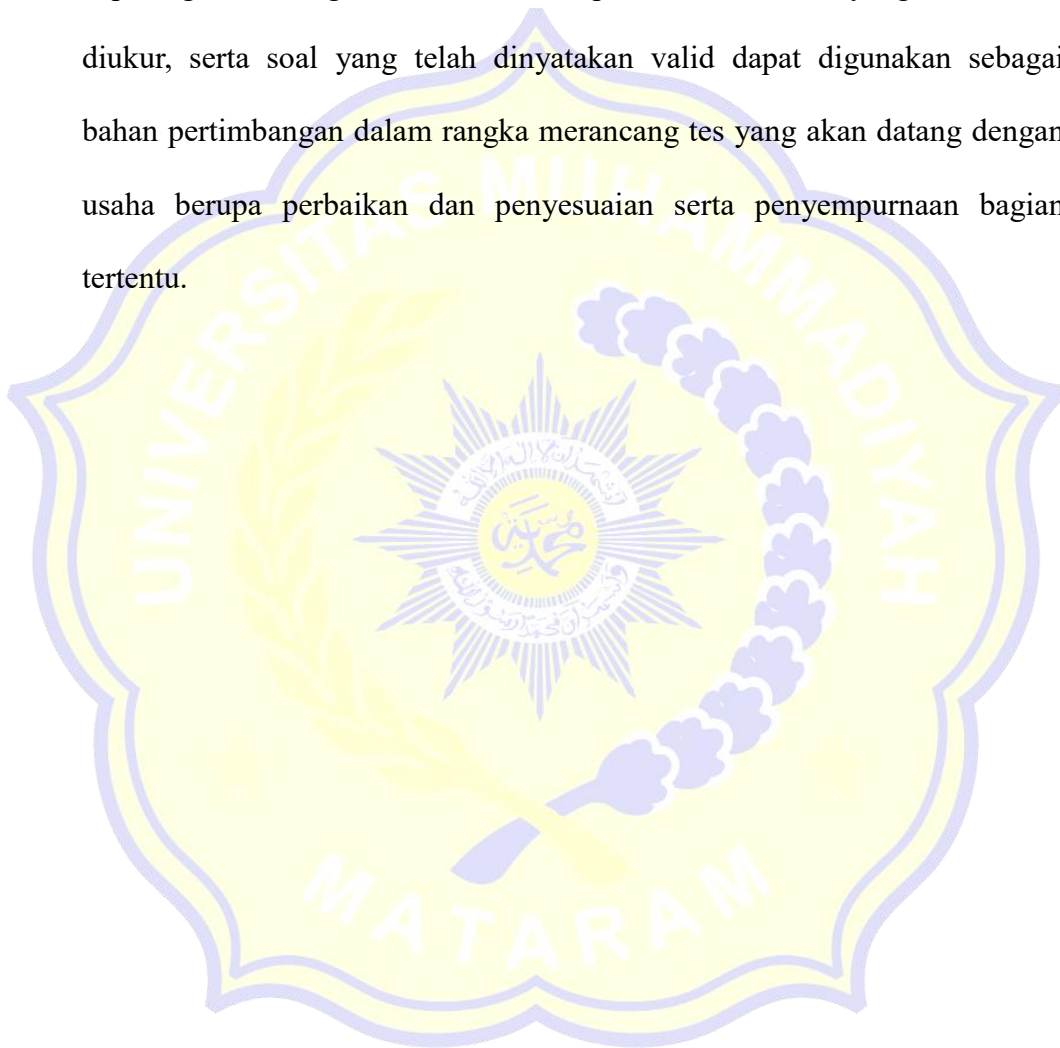 diukur, serta soal yang telah dinyatakan valid dapat digunakan sebagai
bahan pertimbangan dalam rangka merancang tes yang akan datang dengan
usaha berupa perbaikan dan penyesuaian serta penyempurnaan bagian
tertentu.
UNIVERSITAS MUHAMMADIYAH
MATARAM